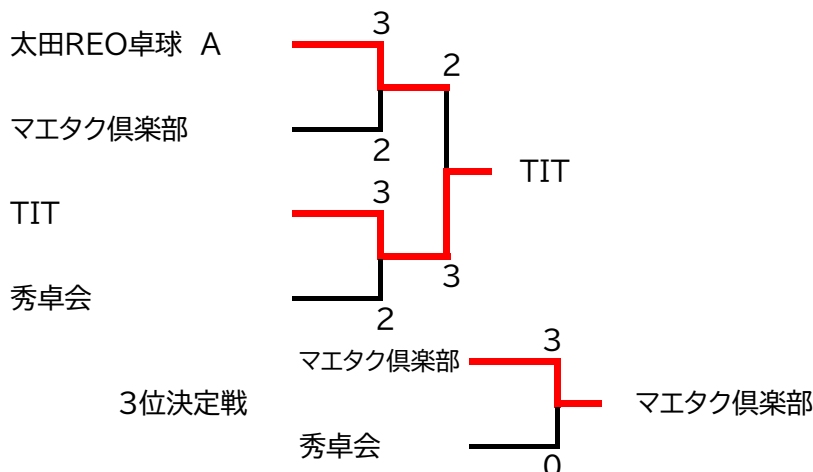 3
太田REO卓球 A
2
マエタク倶楽部
2
TIT
3
TIT
3
秀卓会
2
3
マエタク倶楽部
3位決定戦
マエタク倶楽部
秀卓会
0